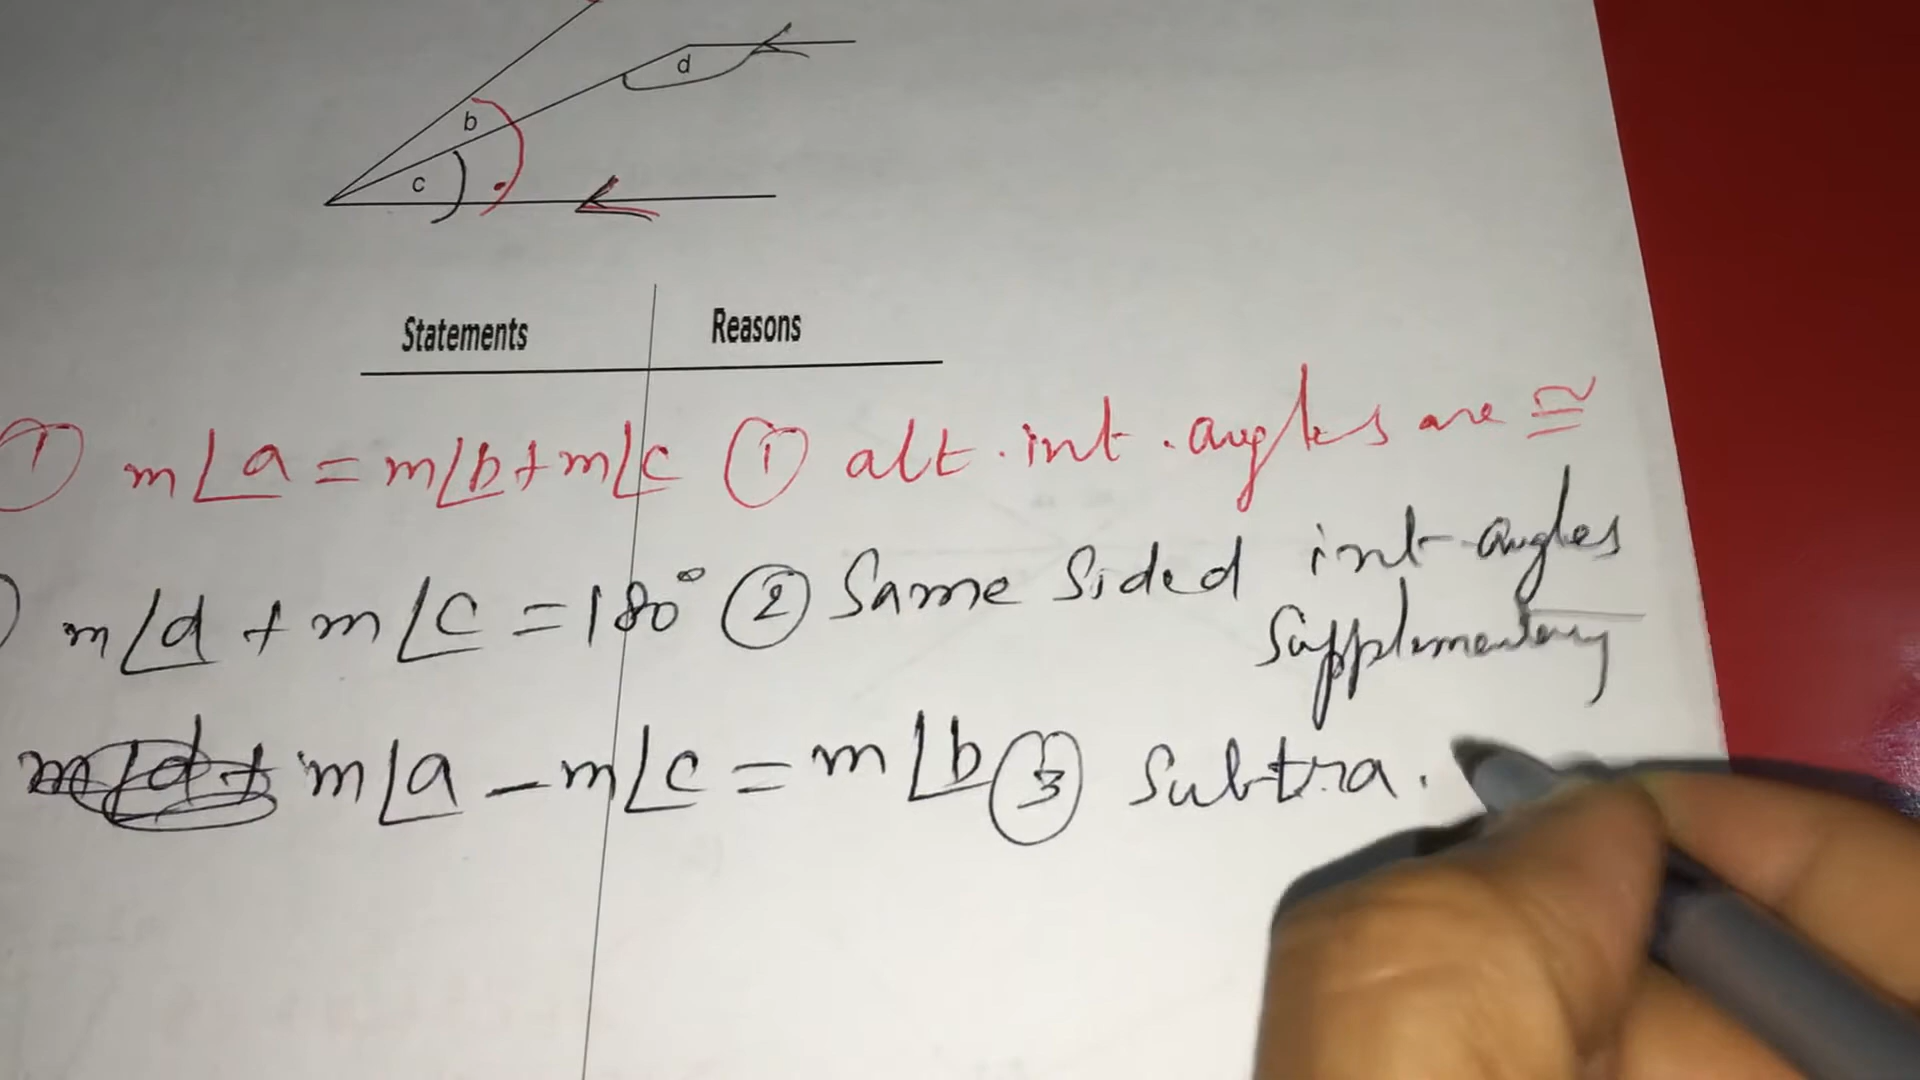 d
b
c
Statements Reasons
① m∠a = m∠b + m∠c ① alt. int. angles are ≅
m∠d + m∠c = 180° ② Same Sided int angles
Supplementary
m∠a - m∠c = m∠b ③ Subtra.